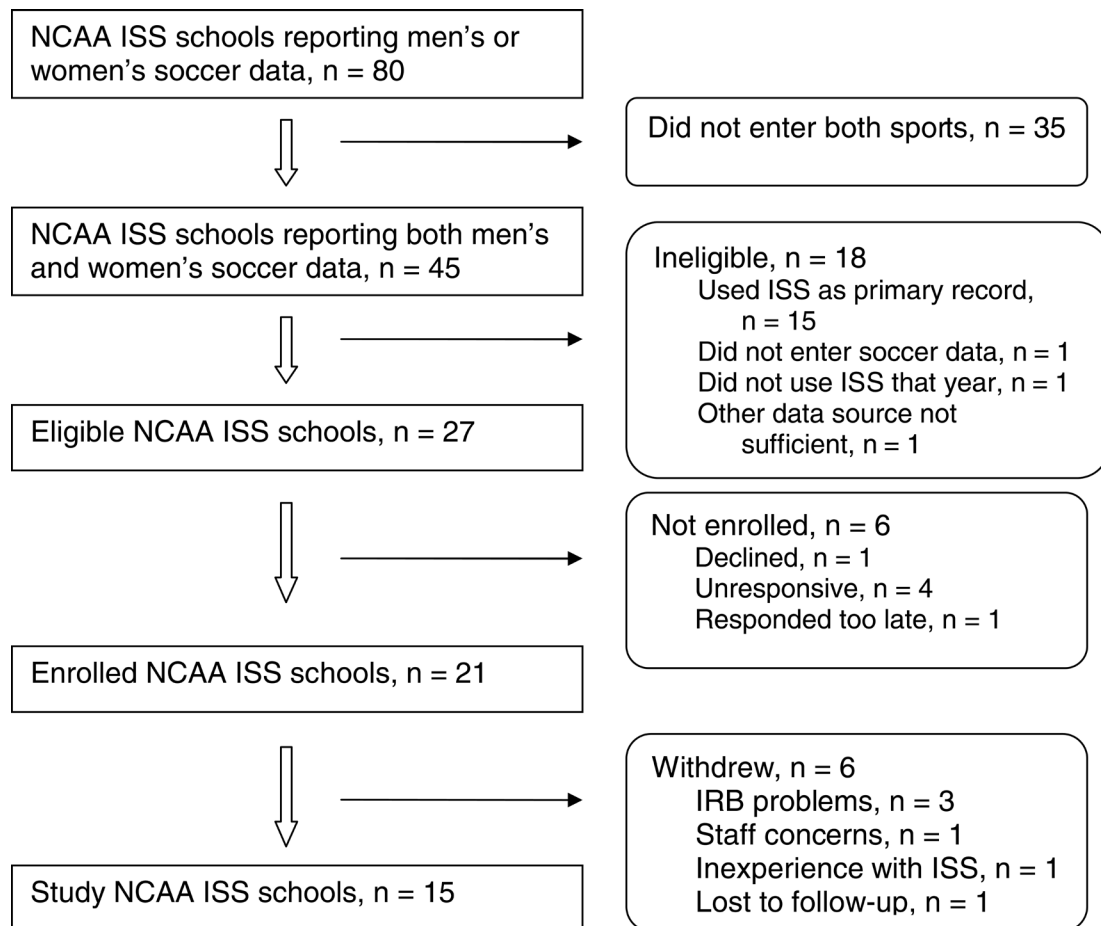 NCAA ISS schools reporting men’s or
women’s soccer data, n = 80
Did not enter both sports, n = 35
NCAA ISS schools reporting both men’s
and women’s soccer data, n = 45
Ineligible, n = 18
Used ISS as primary record,
n = 15
Did not enter soccer data, n = 1
Did not use ISS that year, n = 1
Other data source not
sufficient, n = 1
Eligible NCAA ISS schools, n = 27
Not enrolled, n = 6
Declined, n = 1
Unresponsive, n = 4
Responded too late, n = 1
Enrolled NCAA ISS schools, n = 21
Withdrew, n = 6
IRB problems, n = 3
Staff concerns, n = 1
Inexperience with ISS, n = 1
Lost to follow-up, n = 1
Study NCAA ISS schools, n = 15